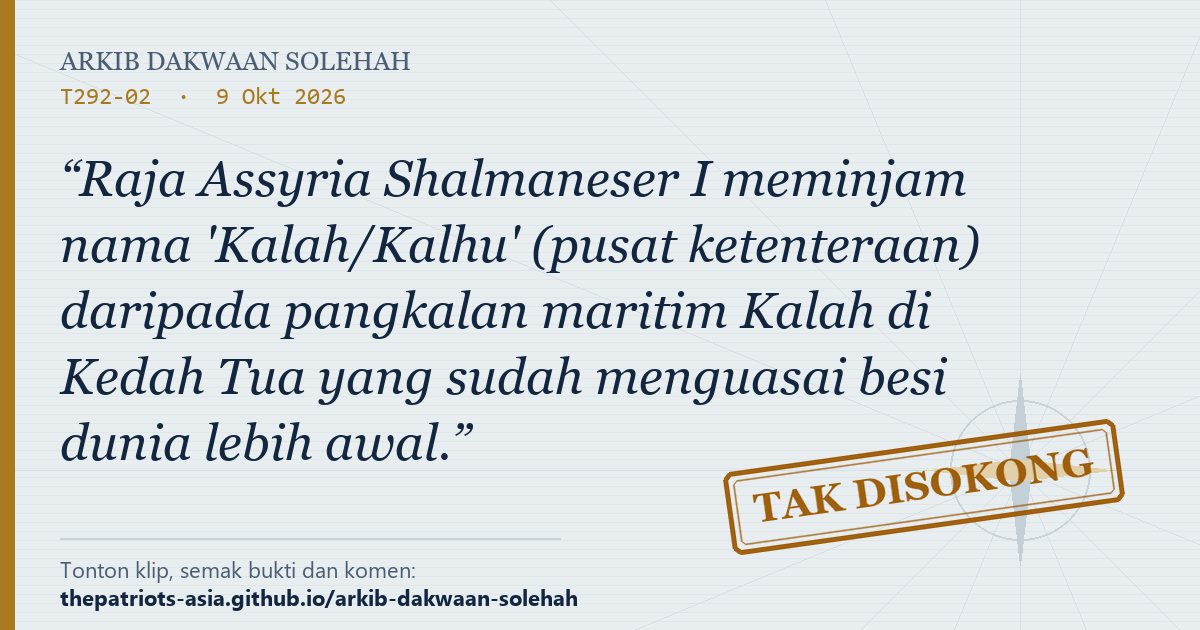 ARKIB DAKWAAN SOLEHAH
T292-02 · 9 Okt 2026
“Raja Assyria Shalmaneser I meminjam
nama 'Kalah/Kalhu' (pusat ketenteraan)
daripada pangkalan maritim Kalah di
Kedah Tua yang sudah menguasai besi
dunia lebih awal.”
TAK DISOKONG
Tonton klip, semak bukti dan komen:
thepatriots-asia.github.io/arkib-dakwaan-solehah